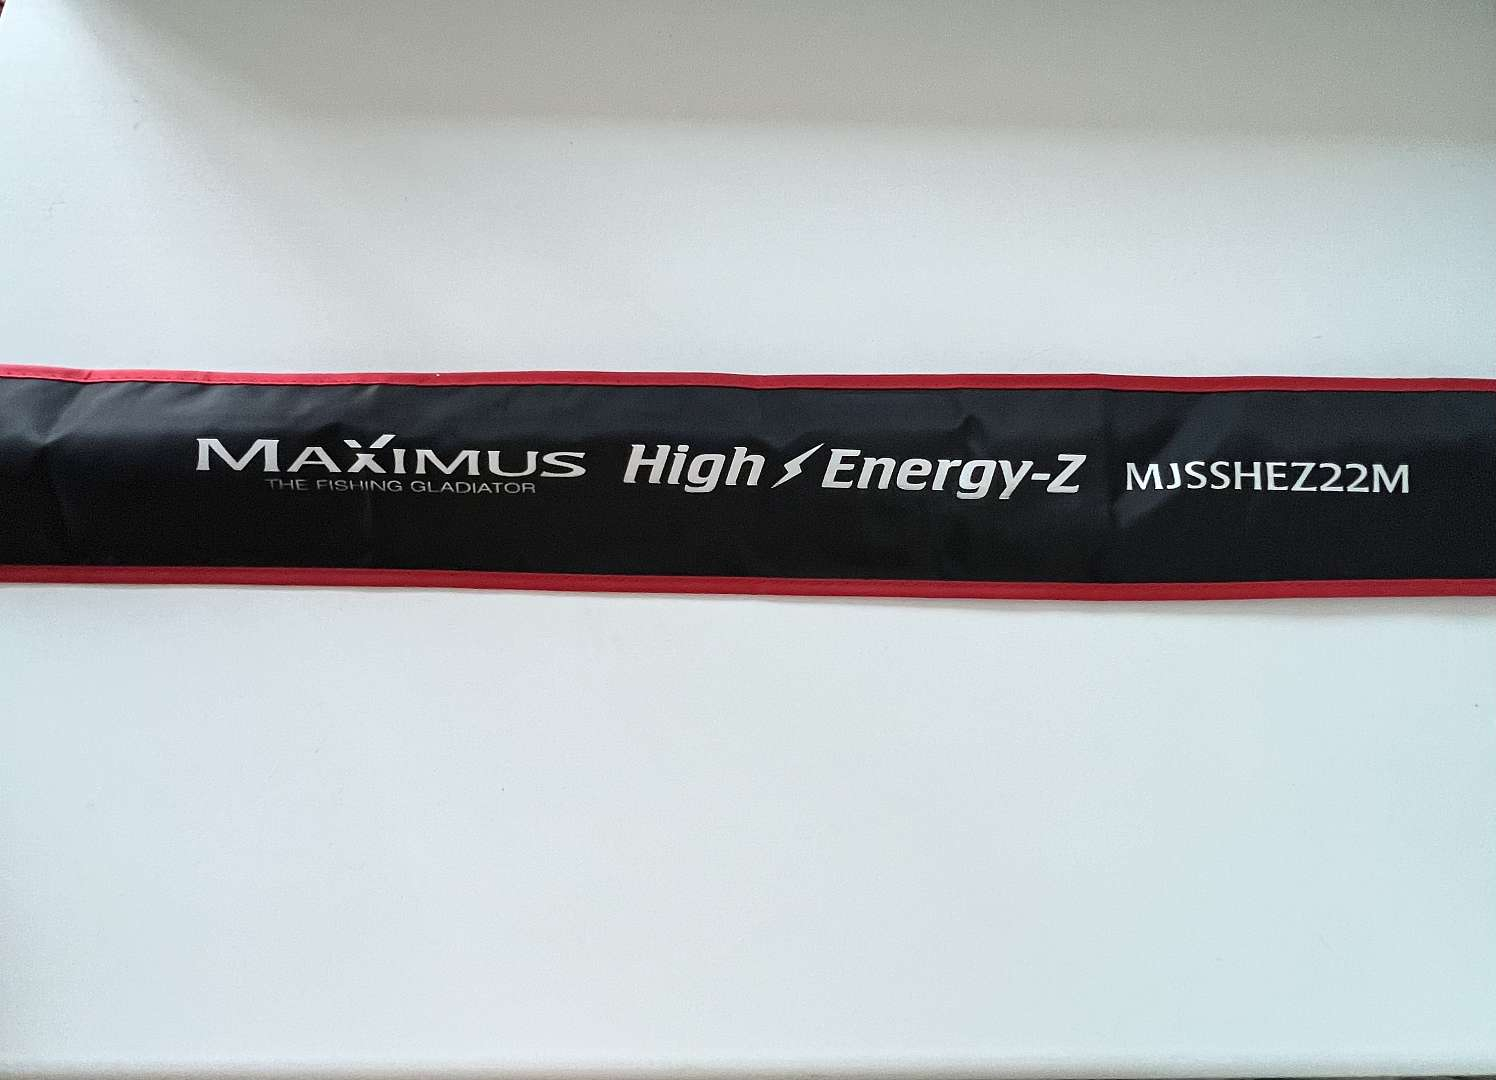 MAXIMUS High Energy-Z MJSSHEZ22M
THE FISHING GLADIATOR